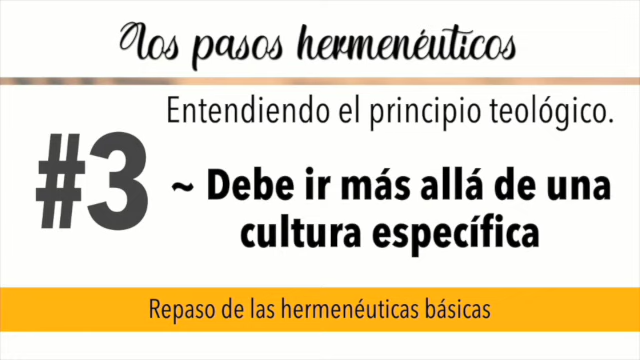 Los pasos hermenéuticos
Entendiendo el principio teológico.
#3
~ Debe ir más allá de una
cultura específica
Repaso de las hermenéuticas básicas